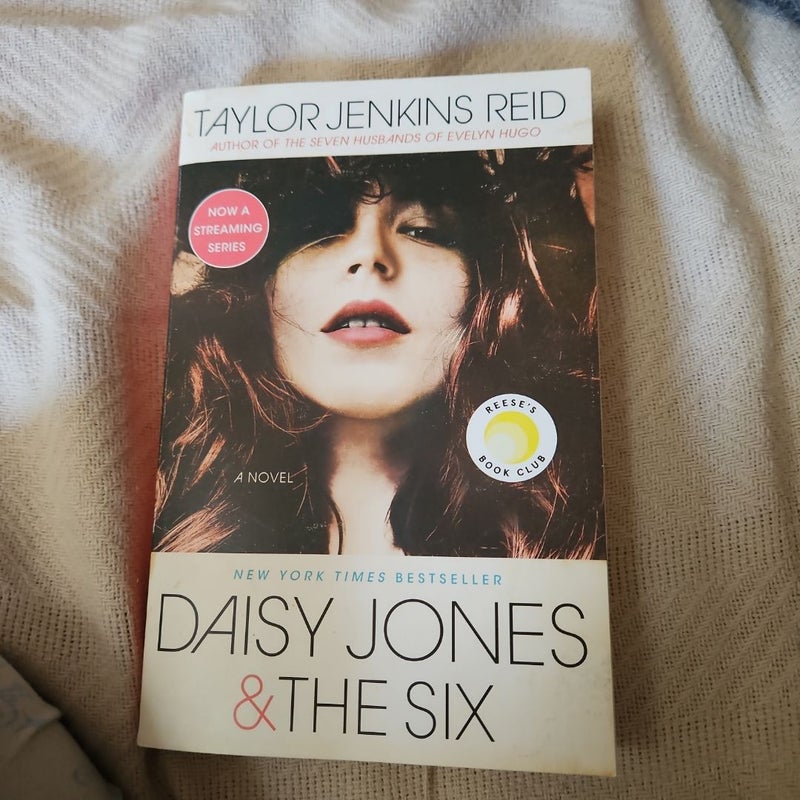 TAYLOR JENKINS REID
AUTHOR OF THE SEVEN HUSBANDS OF EVELYN HUGO
NOW A
STREAMING
SERIES
REESE'S
BOOK CLUB
A NOVEL
NEW YORK TIMES BESTSELLER
DAISY JONES
&THE SIX